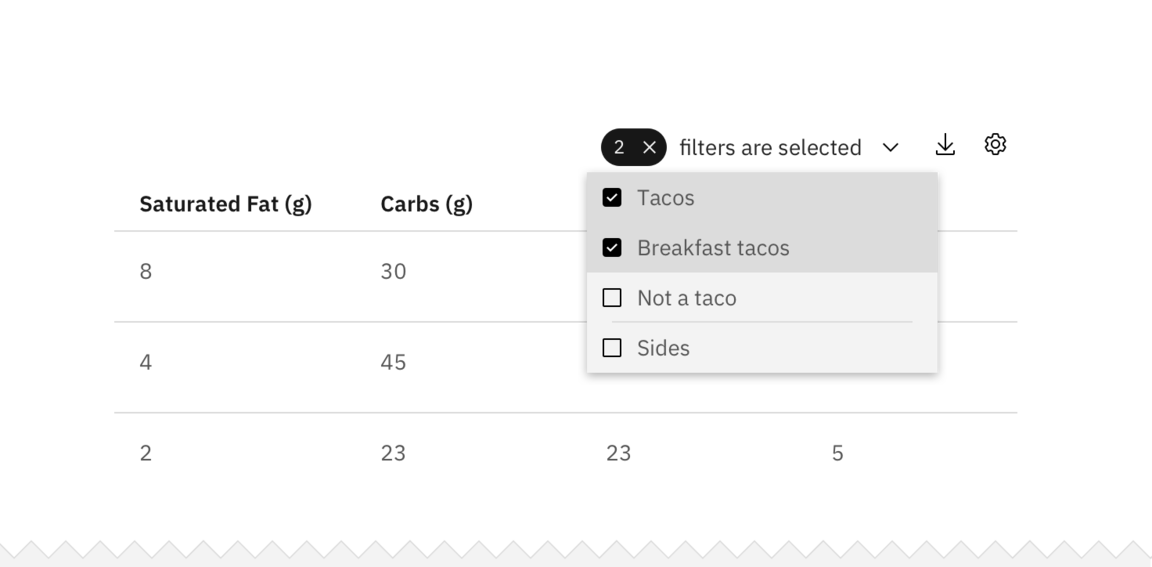 2 filters are selected
Saturated Fat (g) Carbs (g)
Tacos
Breakfast tacos
Not a taco
Sides
8 30
4 45
2 23 23 5